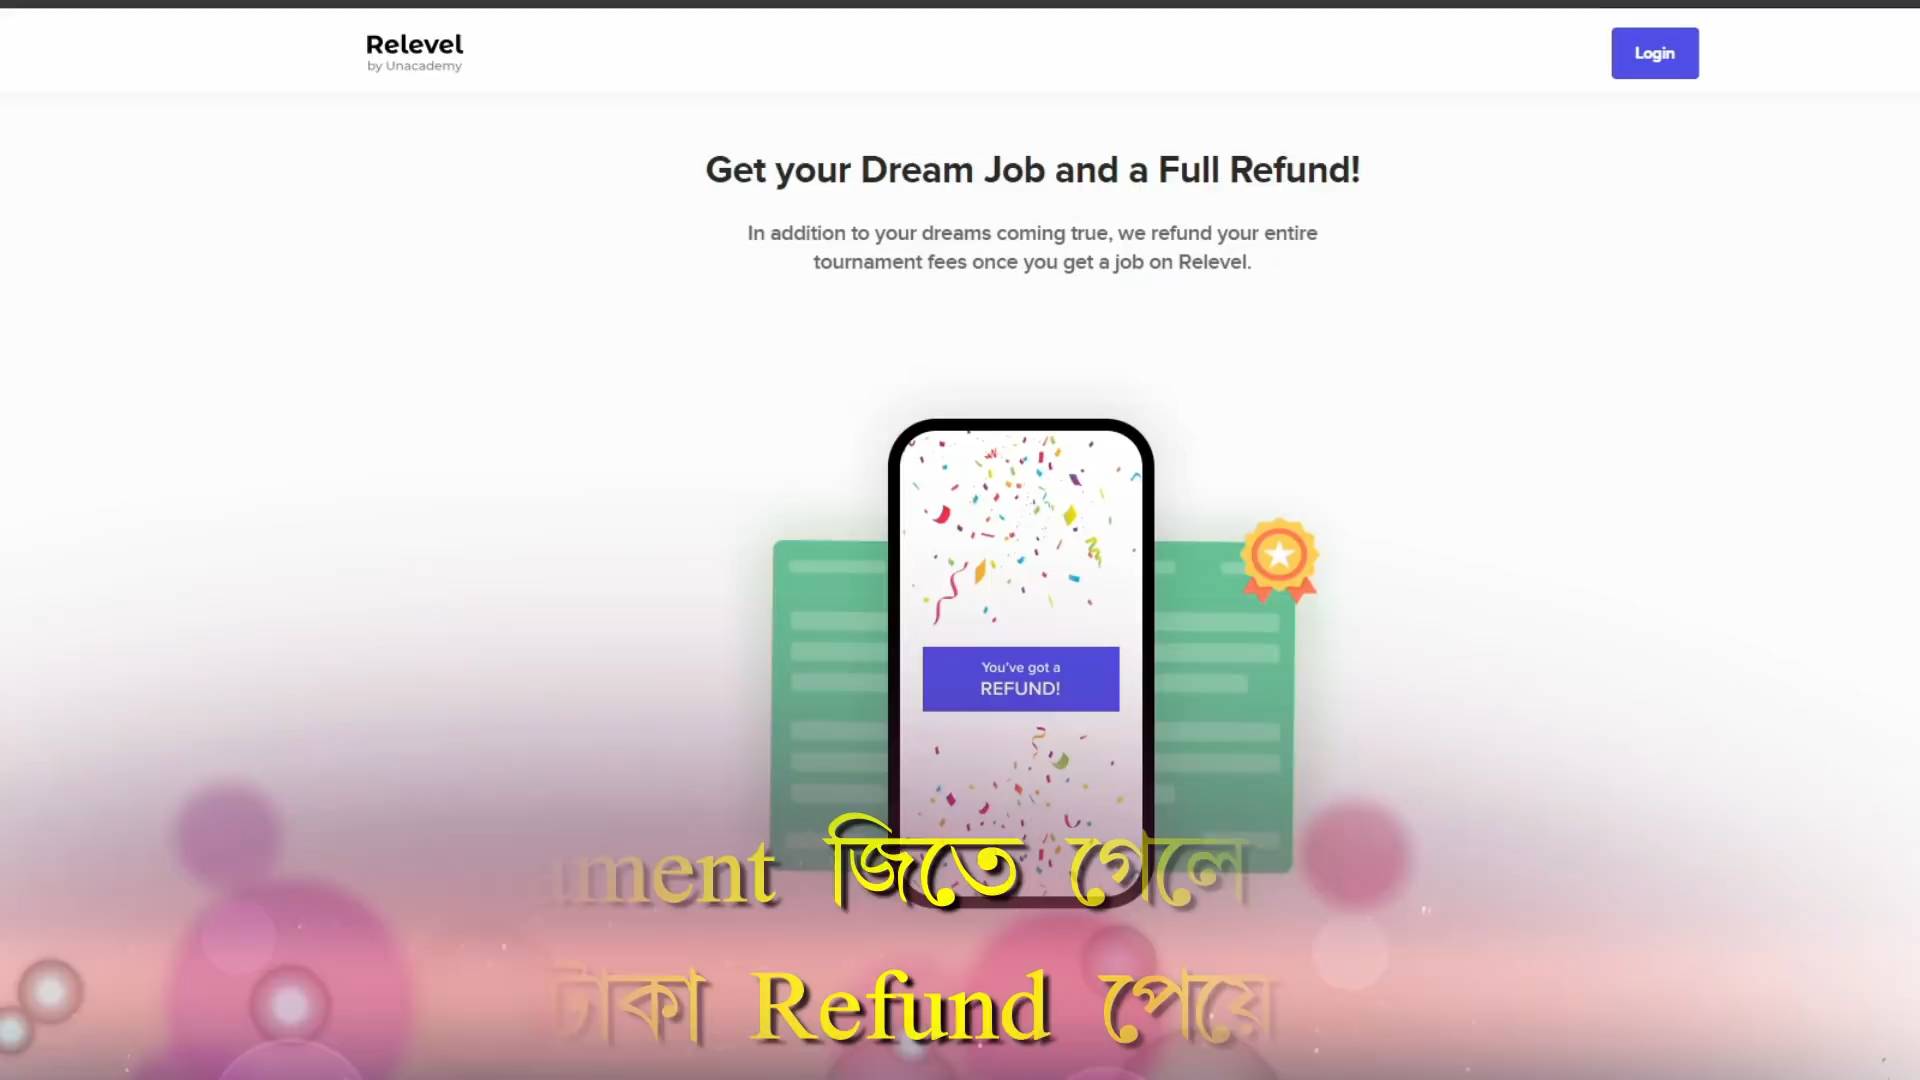 Relevel
by Unacademy
Login
Get your Dream Job and a Full Refund!
In addition to your dreams coming true, we refund your entire
tournament fees once you get a job on Relevel.
You've got a
REFUND!
জিতে গেলে
টাকা Refund পেয়ে